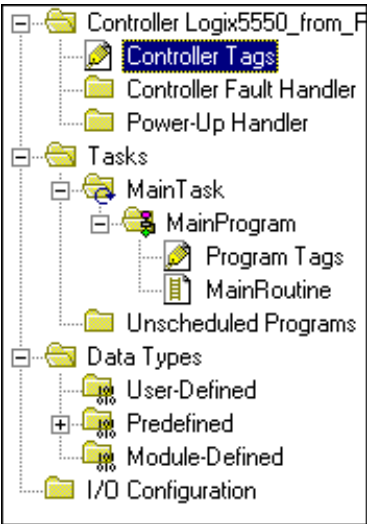 Controller Logix5550_from_F
Controller Tags
Controller Fault Handler
Power-Up Handler
Tasks
MainTask
MainProgram
Program Tags
MainRoutine
Unscheduled Programs
Data Types
User-Defined
Predefined
Module-Defined
I/O Configuration